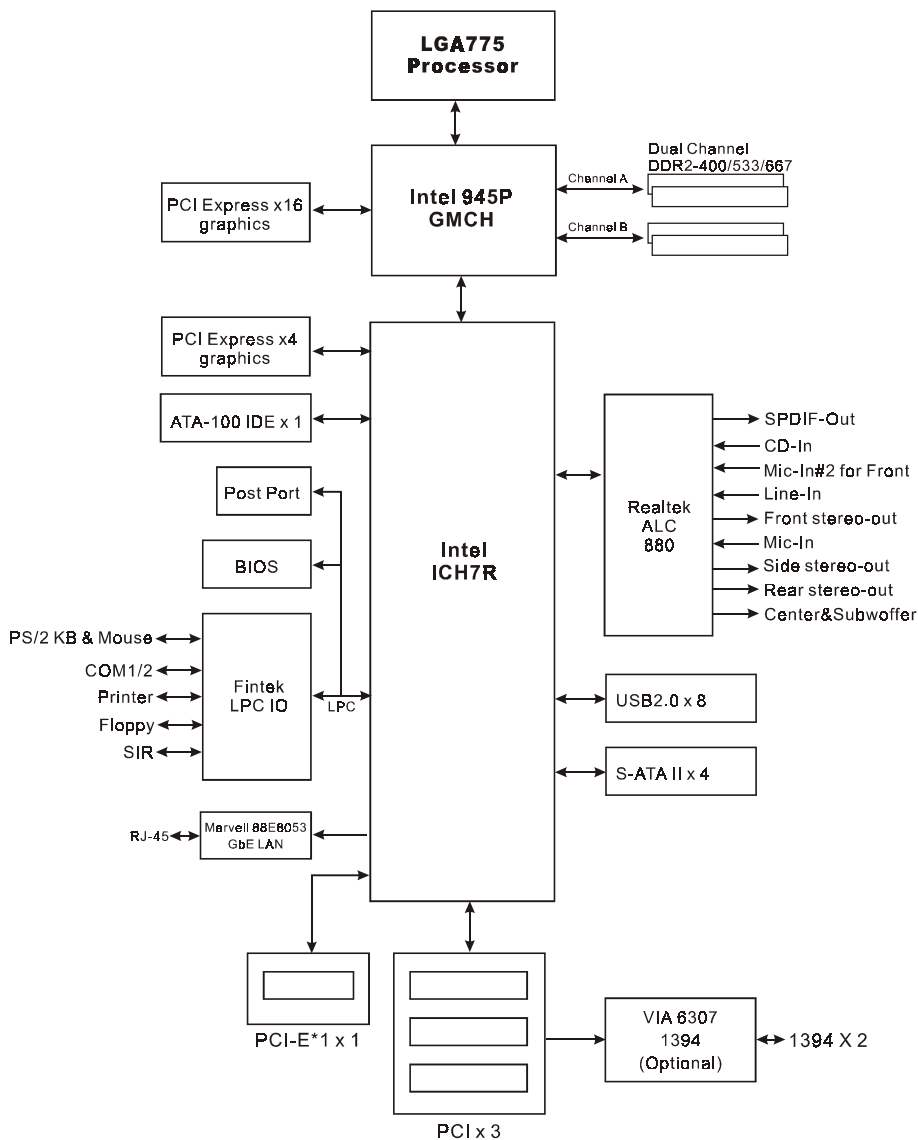 LGA775
Processor
Dual Channel
DDR2-400/533/667
Channel A
Intel 945P
GMCH
PCI Express x16
graphics
Channel B
PCI Express x4
graphics
ATA-100 IDE x 1
SPDIF-Out
CD-In
Mic-In#2 for Front
Line-In
Front stereo-out
Mic-In
Side stereo-out
Rear stereo-out
Center&Subwoffer
Realtek
ALC
880
Post Port
Intel
ICH7R
BIOS
PS/2 KB & Mouse
COM1/2
Printer
Floppy
SIR
Fintek
LPC IO
LPC
USB2.0 x 8
S-ATA II x 4
RJ-45
Marvell 88E8053
GbE LAN
PCI-E*1 x 1
VIA 6307
1394
(Optional)
1394 X 2
PCI x 3